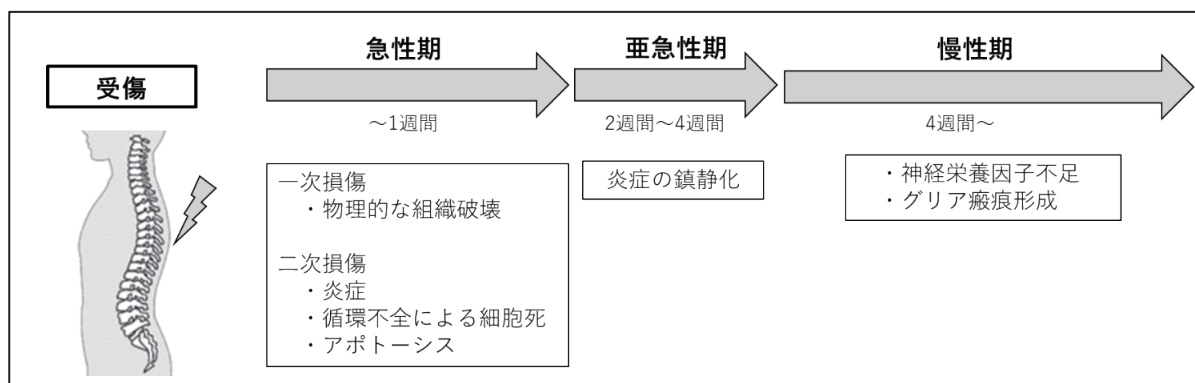 受傷
急性期
亜急性期
慢性期
～1週間
2週間～4週間
4週間～
一次損傷
・物理的な組織破壊
二次損傷
・炎症
・循環不全による細胞死
・アポトーシス
炎症の鎮静化
・神経栄養因子不足
・グリア瘢痕形成